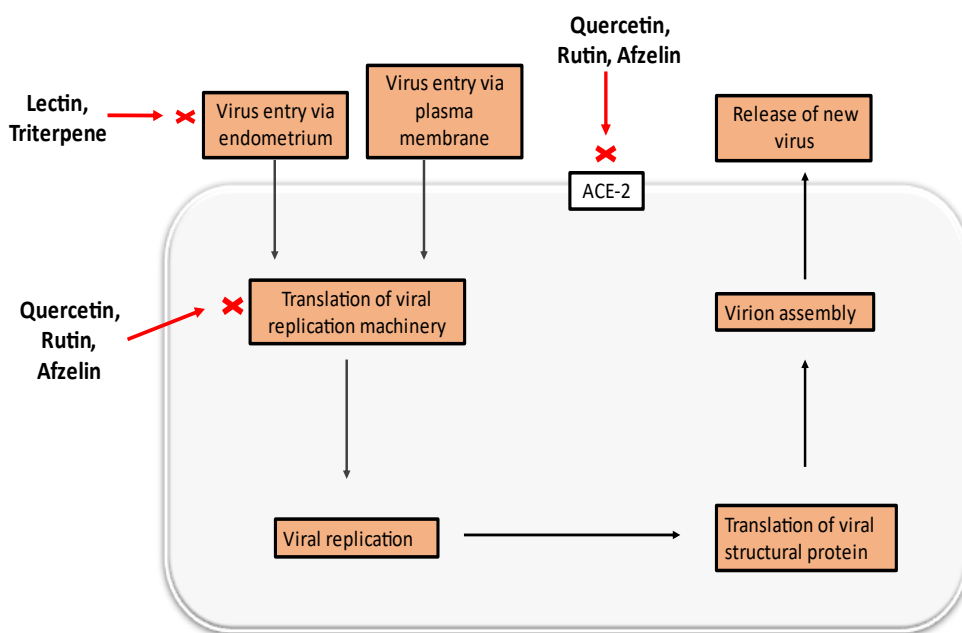 Quercetin,
Rutin, Afzelin
Lectin,
Triterpene
Virus entry via
endometrium
Virus entry via
plasma
membrane
Release of new
virus
ACE-2
Quercetin,
Rutin,
Afzelin
Translation of viral
replication machinery
Virion assembly
Viral replication
Translation of viral
structural protein